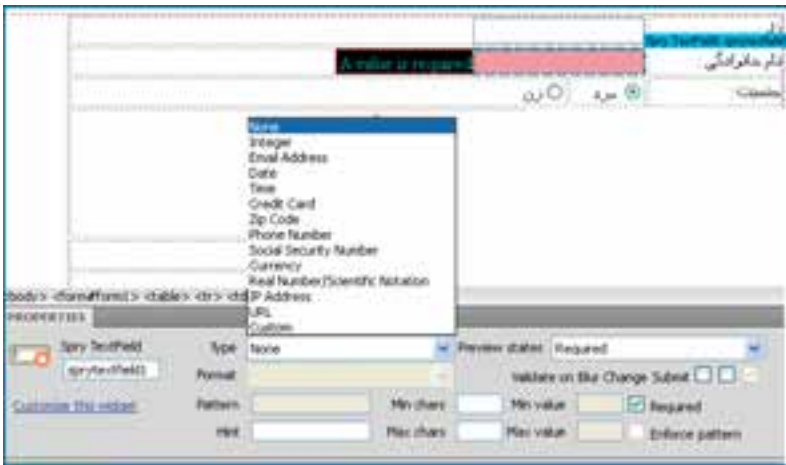 Spry TextField: sprytextfield1
نام خانوادگی
A value is required.
جنسیت
مرد
زن
None
Integer
Email Address
Date
Time
Credit Card
Zip Code
Phone Number
Social Security Number
Currency
Real Number/Scientific Notation
IP Address
URL
Custom
<body> <form#form1> <table> <tr> <td>
PROPERTIES
Spry TextField
Type None
Preview states Required
sprytextfield1
Format
Validate on Blur Change Submit
Customize this widget
Pattern
Min chars
Min value
Required
Hint
Max chars
Max value
Enforce pattern